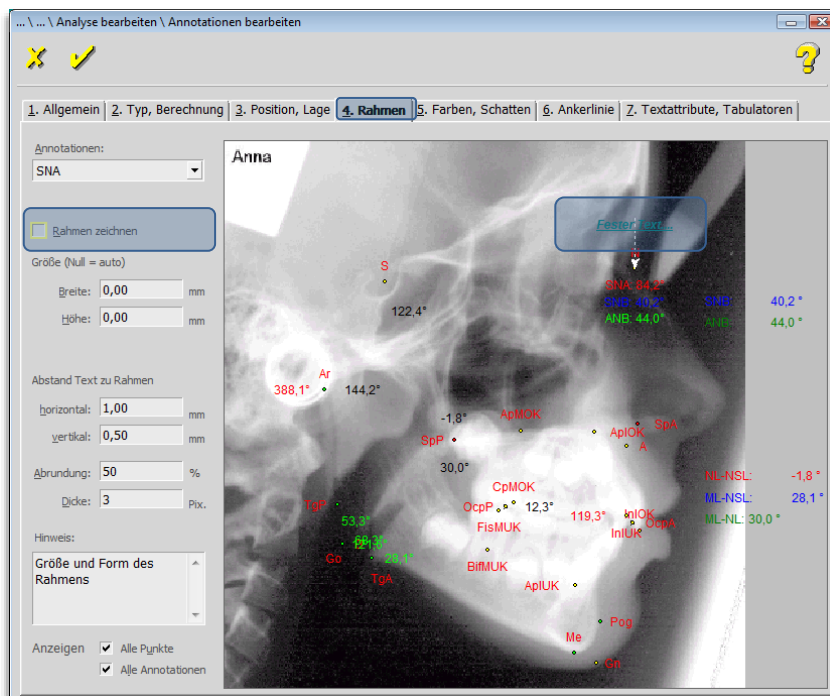 ... \ ... \ Analyse bearbeiten \ Annotationen bearbeiten
1. Allgemein 2. Typ, Berechnung 3. Position, Lage 4. Rahmen 5. Farben, Schatten 6. Ankerlinie 7. Textattribute, Tabulatoren
Annotationen:
SNA
Rahmen zeichnen
Größe (Null = auto)
Breite: 0,00 mm
Höhe: 0,00 mm
Abstand Text zu Rahmen
horizontal: 1,00 mm
vertikal: 0,50 mm
Abrundung: 50 %
Dicke: 3 Pix.
Hinweis:
Größe und Form des
Rahmens
Anzeigen Alle Punkte
Alle Annotationen
Anna
Fester Text...
S
SNA: 84,2°
122,4°
SNB: 40,2° SNB: 40,2 °
ANB: 44,0° ANB: 44,0 °
Ar
388,1° 144,2°
-1,8° ApMOK SpA
SpP ApIOK A
30,0°
NL-NSL: -1,8 °
CpMOK
ML-NSL: 28,1 °
TgP OcpP 12,3° 119,3° InIOK
OcpA
53,3° FisMUK InIUK ML-NL: 30,0 °
Go 28,1° BifMUK
TgA ApIUK
Pog
Me
Gn